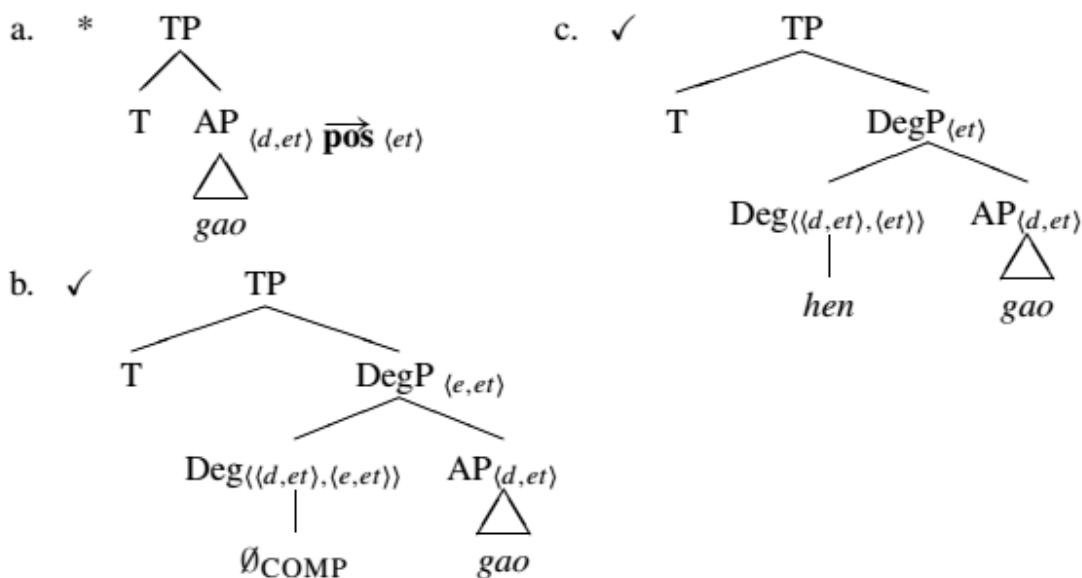 a. * TP
T AP⟨d,et⟩ pos→ ⟨et⟩
gao
b. ✓ TP
T DegP ⟨e,et⟩
Deg⟨⟨d,et⟩,⟨e,et⟩⟩ AP⟨d,et⟩
∅COMP gao
c. ✓ TP
T DegP⟨et⟩
Deg⟨⟨d,et⟩,⟨et⟩⟩ AP⟨d,et⟩
hen gao